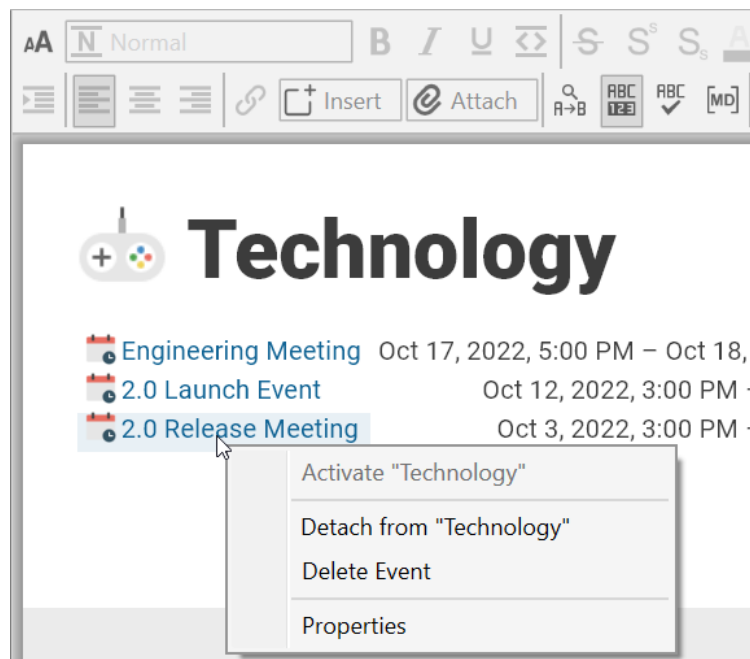 AA N Normal B I U S S^s S_s A
Insert Attach A→B ABC 123 ABC MD
Technology
Engineering Meeting Oct 17, 2022, 5:00 PM – Oct 18,
2.0 Launch Event Oct 12, 2022, 3:00 PM -
2.0 Release Meeting Oct 3, 2022, 3:00 PM -
Activate "Technology"
Detach from "Technology"
Delete Event
Properties